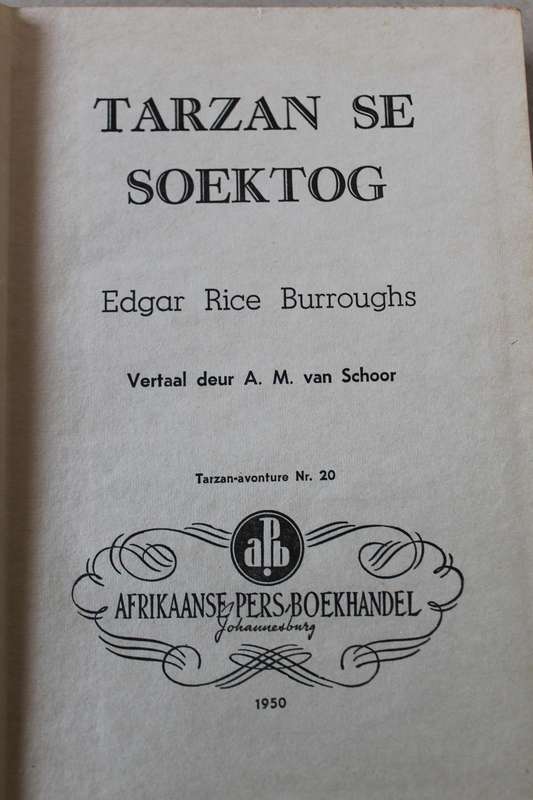 TARZAN SE
SOEKTOG
Edgar Rice Burroughs
Vertaal deur A. M. van Schoor
Tarzan-avonture Nr. 20
aPb
AFRIKAANSE PERS BOEKHANDEL
Johannesburg
1950